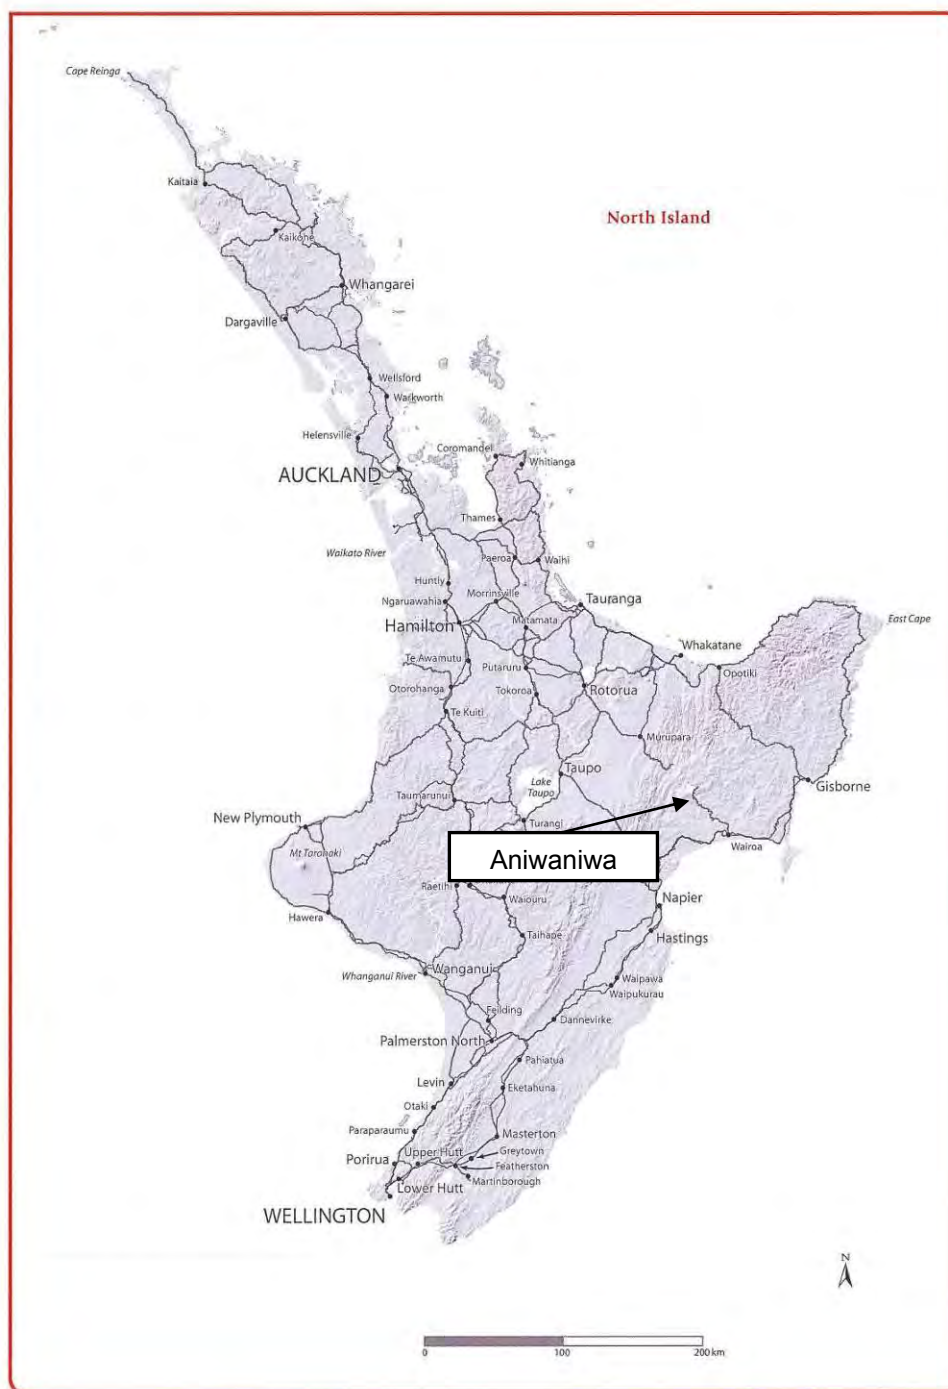 Cape Reinga
Kaitaia
North Island
Kaikohe
Whangarei
Dargaville
Wellsford
Warkworth
Helensville
Coromandel
Whitianga
AUCKLAND
Thames
Waikato River
Paeroa
Waihi
Huntly
Ngaruawahia
Morrinsville
Tauranga
Hamilton
Matamata
East Cape
Whakatane
Te Awamutu
Putaruru
Opotiki
Otorohanga
Tokoroa
Rotorua
Te Kuiti
Murupara
Taupo
Lake
Taupo
Gisborne
Taumarunui
New Plymouth
Turangi
Wairoa
Mt Taranaki
Aniwaniwa
Raetihi
Waiouru
Napier
Hawera
Taihape
Hastings
Wanganui
Whanganui River
Waipawa
Waipukurau
Feilding
Dannevirke
Palmerston North
Pahiatua
Levin
Eketahuna
Otaki
Paraparaumu
Masterton
Upper Hutt
Greytown
Porirua
Featherston
Lower Hutt
Martinborough
WELLINGTON
N
0 100 200 km